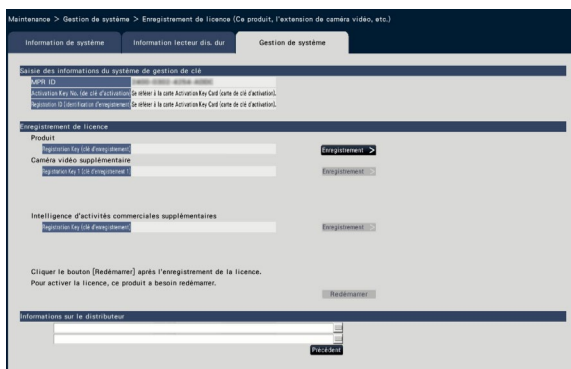 Maintenance > Gestion de système > Enregistrement de licence (Ce produit, l'extension de caméra vidéo, etc.)
Information de système Information lecteur dis. dur Gestion de système
Saisie des informations du système de gestion de clé
MPR ID
Activation Key No. (de clé d'activation) Se référer à la carte Activation Key Card (carte de clé d'activation).
Registration ID (identification d'enregistrement) Se référer à la carte Activation Key Card (carte de clé d'activation).
Enregistrement de licence
Produit
Registration Key (clé d'enregistrement) Enregistrement >
Caméra vidéo supplémentaire
Registration Key 1 (clé d'enregistrement 1) Enregistrement >
Intelligence d'activités commerciales supplémentaires
Registration Key (clé d'enregistrement) Enregistrement >
Cliquer le bouton [Redémarrer] après l'enregistrement de la licence.
Pour activer la licence, ce produit a besoin redémarrer.
Redémarrer
Informations sur le distributeur
Précédent